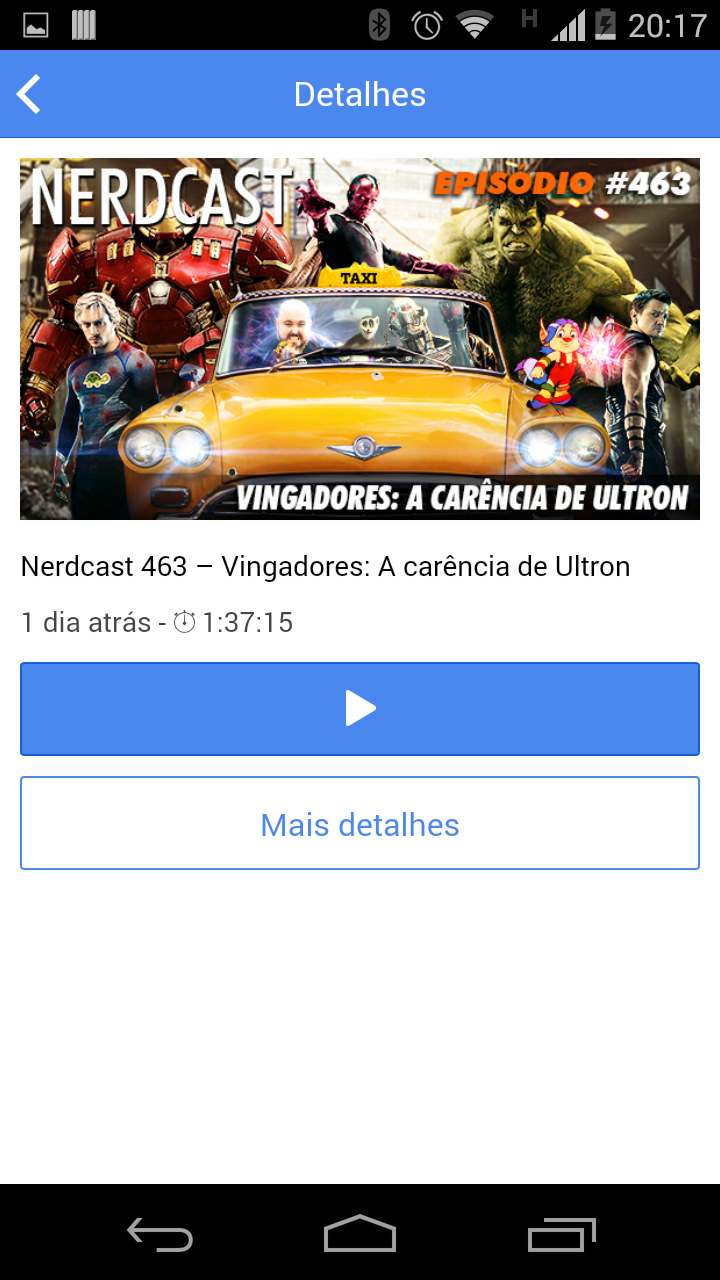 H 20:17
Detalhes
NERDCAST
EPISÓDIO #463
TAXI
VINGADORES: A CARÊNCIA DE ULTRON
Nerdcast 463 – Vingadores: A carência de Ultron
1 dia atrás - 1:37:15
Mais detalhes